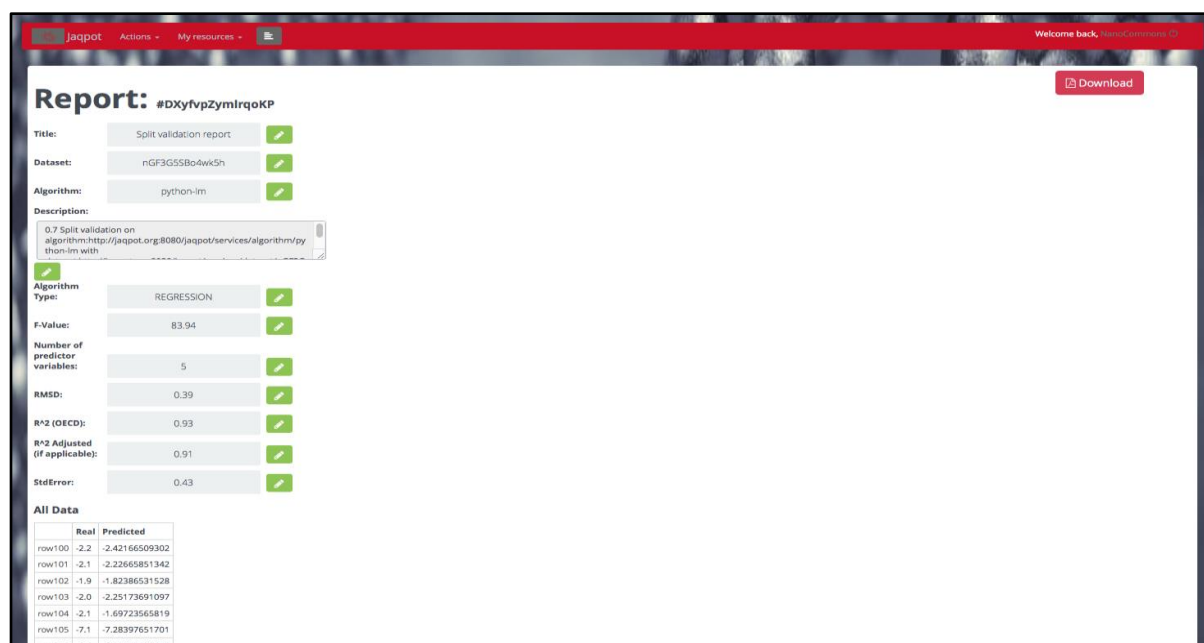 Jaqpot Actions My resources Welcome back, NanoCommons
Download
Report: #DXyfvpZymIrqoKP
Title: Split validation report
Dataset: nGF3G5SBo4wk5h
Algorithm: python-lm
Description:
0.7 Split validation on
algorithm:http://jaqpot.org:8080/jaqpot/services/algorithm/py
thon-lm with
Algorithm
Type: REGRESSION
F-Value: 83.94
Number of
predictor
variables: 5
RMSD: 0.39
R^2 (OECD): 0.93
R^2 Adjusted
(if applicable): 0.91
StdError: 0.43
All Data
Real Predicted
row100 -2.2 -2.42166509302
row101 -2.1 -2.22665851342
row102 -1.9 -1.82386531528
row103 -2.0 -2.25173691097
row104 -2.1 -1.69723565819
row105 -7.1 -7.28397651701